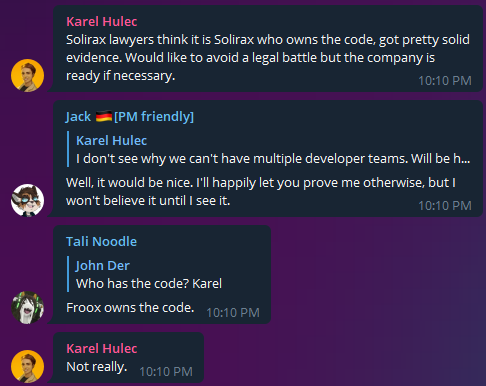 Karel Hulec
Solirax lawyers think it is Solirax who owns the code, got pretty solid
evidence. Would like to avoid a legal battle but the company is
ready if necessary.
10:10 PM
Jack 🇩🇪[PM friendly]
Karel Hulec
I don't see why we can't have multiple developer teams. Will be h...
Well, it would be nice. I'll happily let you prove me otherwise, but I
won't believe it until I see it.
10:10 PM
Tali Noodle
John Der
Who has the code? Karel
Froox owns the code.
10:10 PM
Karel Hulec
Not really.
10:10 PM